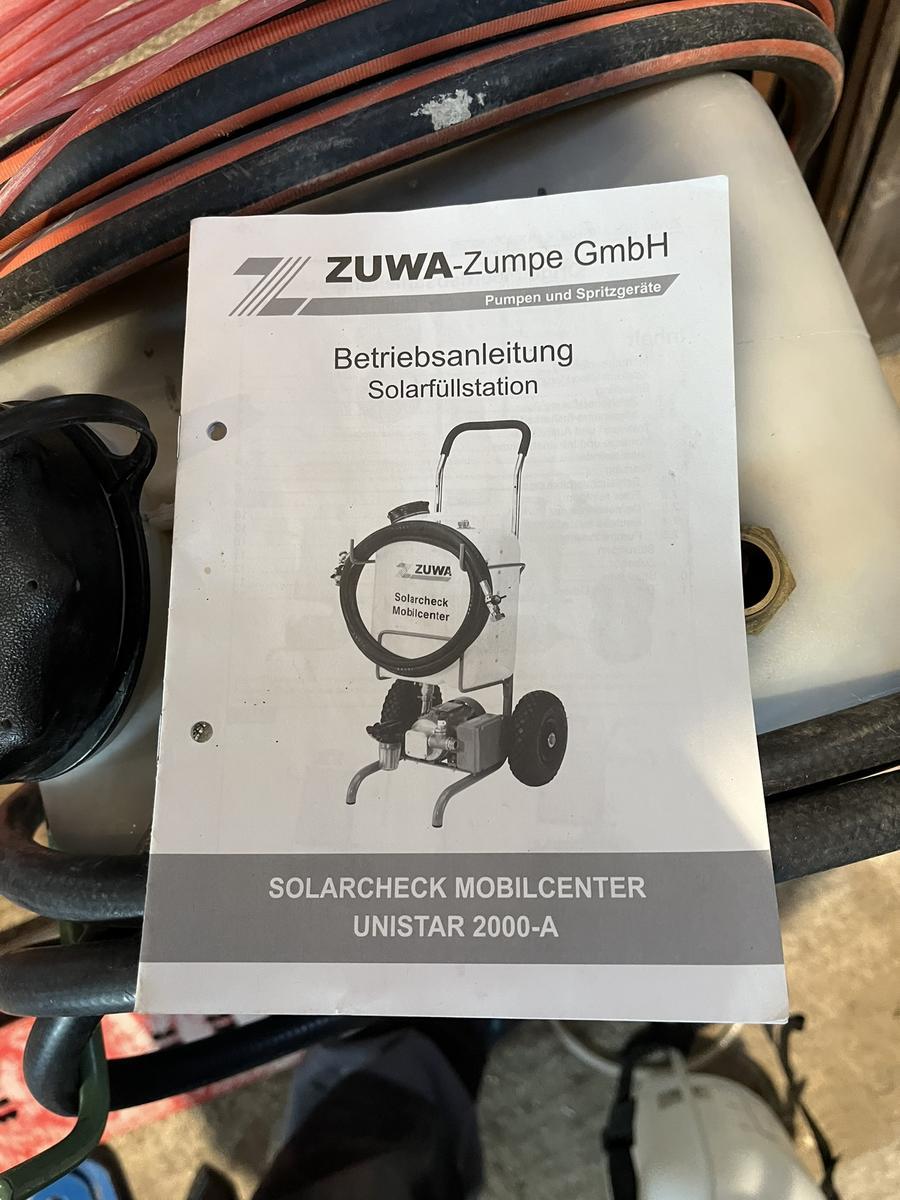 ZUWA-Zumpe GmbH
Pumpen und Spritzgeräte
Betriebsanleitung
Solarfüllstation
ZUWA
Solarcheck
Mobilcenter
SOLARCHECK MOBILCENTER
UNISTAR 2000-A